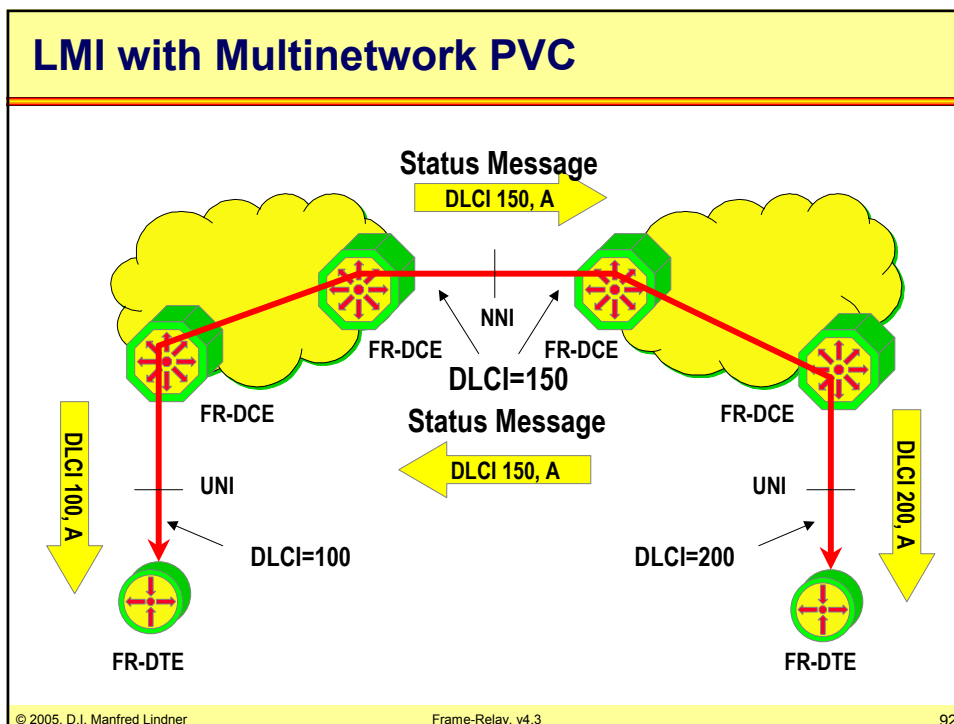 LMI with Multinetwork PVC
Status Message
DLCI 150, A
NNI
FR-DCE
FR-DCE
DLCI=150
FR-DCE
FR-DCE
Status Message
DLCI 150, A
DLCI 100, A
UNI
UNI
DLCI 200, A
DLCI=100
DLCI=200
FR-DTE
FR-DTE
© 2005, D.I. Manfred Lindner
Frame-Relay, v4.3
92